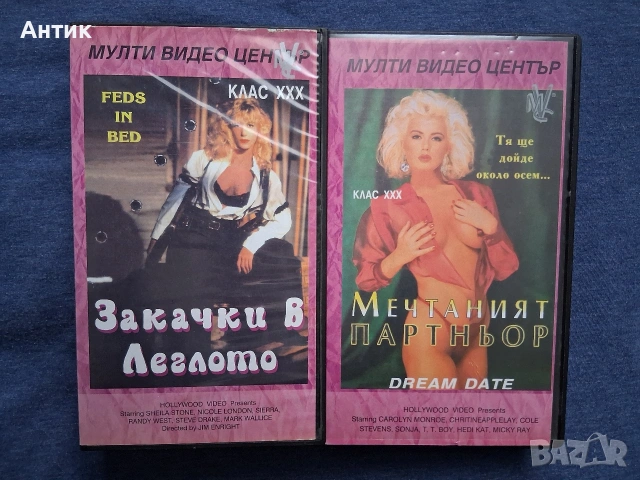 Антик
МУЛТИ ВИДЕО ЦЕНТЪР
КЛАС XXX
FEDS
IN
BED
Закачки в
Леглото
HOLLYWOOD VIDEO Presents
Starring SHEILA STONE, NICOLE LONDON, SIERRA,
RANDY WEST, STEVE DRAKE, MARK WALLICE
Directed by JIM ENRIGHT
МУЛТИ ВИДЕО ЦЕНТЪР
Тя ще
дойде
около осем...
КЛАС XXX
Мечтаният
ПАРТНЬОР
DREAM DATE
HOLLYWOOD VIDEO Presents
Starring CAROLYN MONROE, CHRITINEAPPLELAY, COLE
STEVENS, SONJA, T. T. BOY, HEDI KAT, MICKY RAY
BAZAR.bg